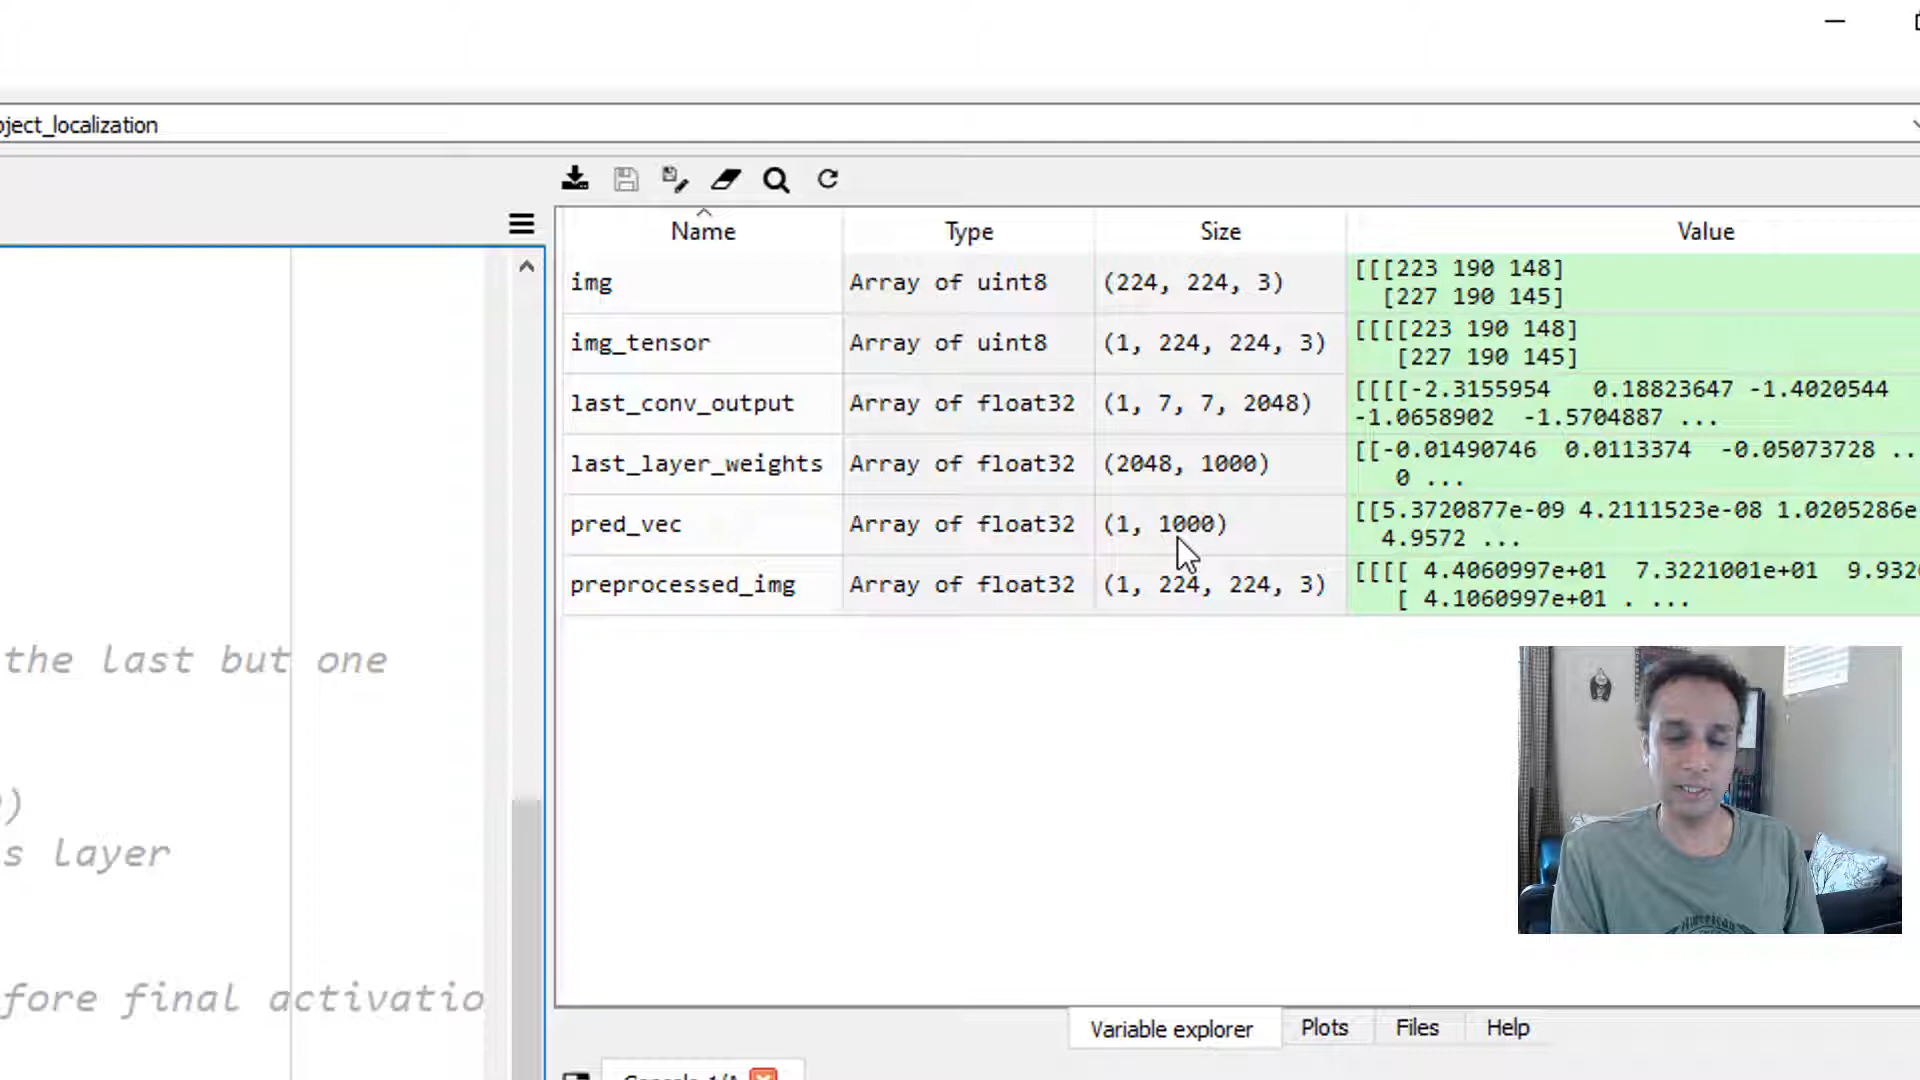 oject_localization
Name Type Size Value
img Array of uint8 (224, 224, 3) [[[223 190 148]
[227 190 145]
img_tensor Array of uint8 (1, 224, 224, 3) [[[[223 190 148]
[227 190 145]
last_conv_output Array of float32 (1, 7, 7, 2048) [[[[-2.3155954 0.18823647 -1.4020544
-1.0658902 -1.5704887 ...
last_layer_weights Array of float32 (2048, 1000) [[-0.01490746 0.0113374 -0.05073728 ..
0 ...
pred_vec Array of float32 (1, 1000) [[5.3720877e-09 4.2111523e-08 1.0205286e
4.9572 ...
preprocessed_img Array of float32 (1, 224, 224, 3) [[[[ 4.4060997e+01 7.3221001e+01 9.932
[ 4.1060997e+01 . ...
the last but one
)
s layer
fore final activatio
Variable explorer Plots Files Help